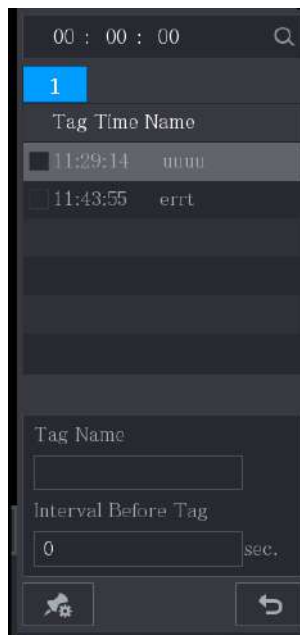 00 : 00 : 00
1
Tag Time Name
11:29:14 uuuu
11:43:55 errt
Tag Name
Interval Before Tag
0 sec.